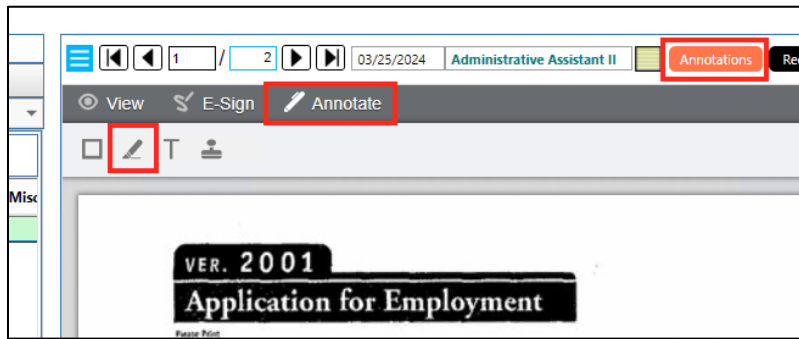 1 / 2 03/25/2024 Administrative Assistant II Annotations Rec
View E-Sign Annotate
T
Misc
VER. 2001
Application for Employment
Please Print